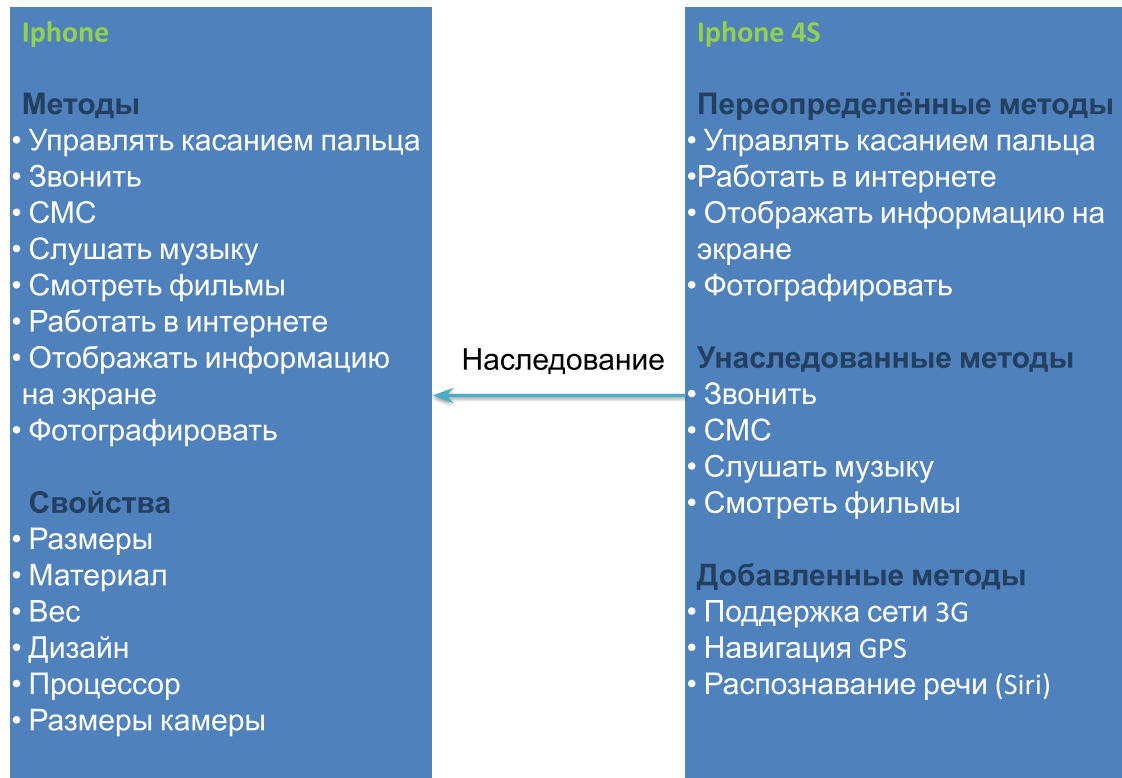 Iphone
Методы
• Управлять касанием пальца
• Звонить
• СМС
• Слушать музыку
• Смотреть фильмы
• Работать в интернете
• Отображать информацию
на экране
• Фотографировать
Свойства
• Размеры
• Материал
• Вес
• Дизайн
• Процессор
• Размеры камеры
Наследование
Iphone 4S
Переопределённые методы
• Управлять касанием пальца
•Работать в интернете
• Отображать информацию на
экране
• Фотографировать
Унаследованные методы
• Звонить
• СМС
• Слушать музыку
• Смотреть фильмы
Добавленные методы
• Поддержка сети 3G
• Навигация GPS
• Распознавание речи (Siri)